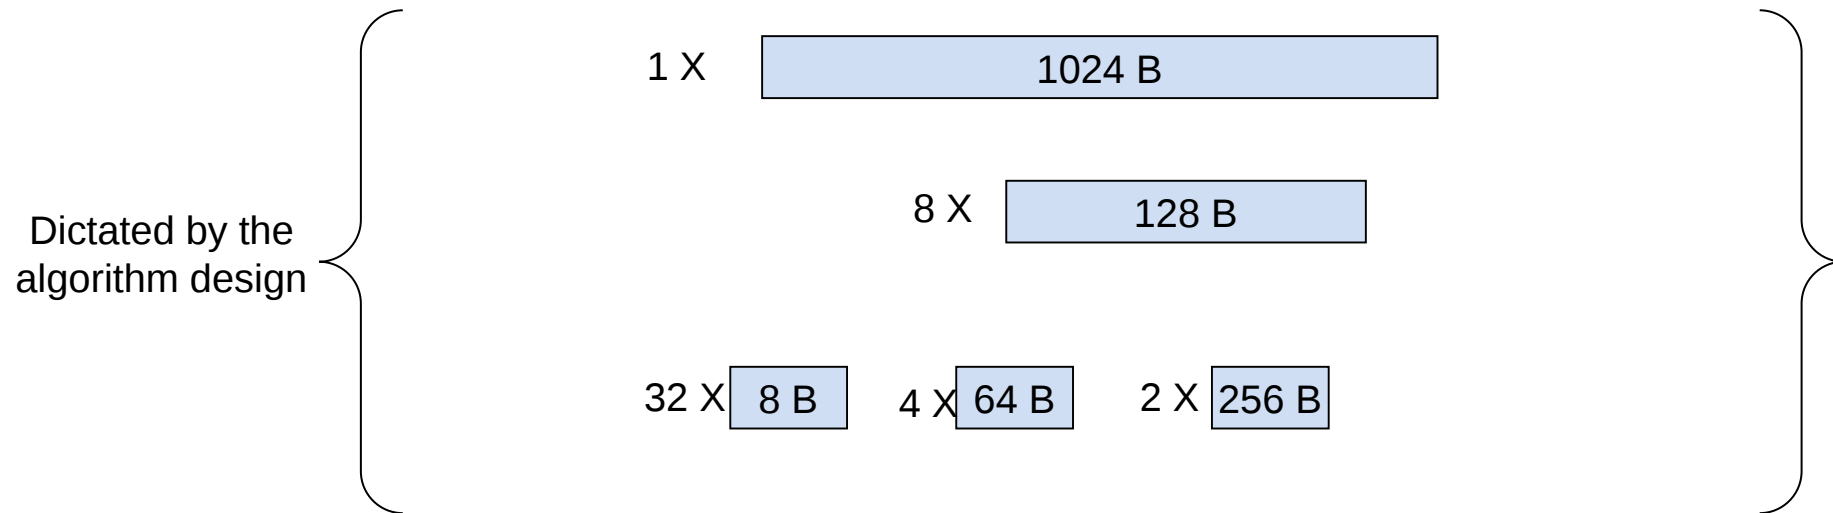 1 X
1024 B
8 X
128 B
Dictated by the
algorithm design
32 X
8 B
4 X
64 B
2 X
256 B